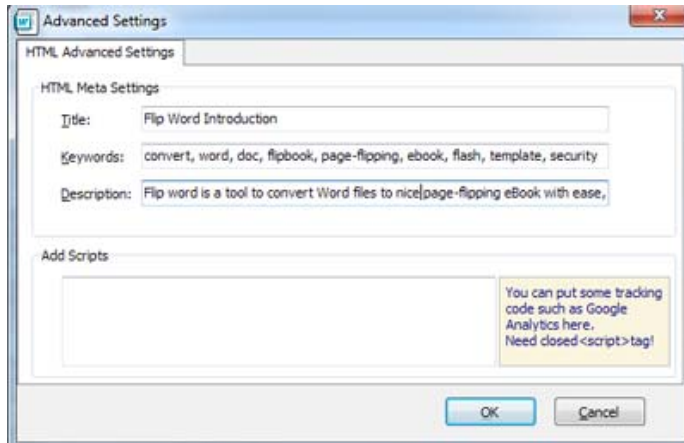 Advanced Settings
HTML Advanced Settings
HTML Meta Settings
Title: Flip Word Introduction
Keywords: convert, word, doc, flipbook, page-flipping, ebook, flash, template, security
Description: Flip word is a tool to convert Word files to nice page-flipping eBook with ease,
Add Scripts
You can put some tracking
code such as Google
Analytics here.
Need closed<script>tag!
OK Cancel